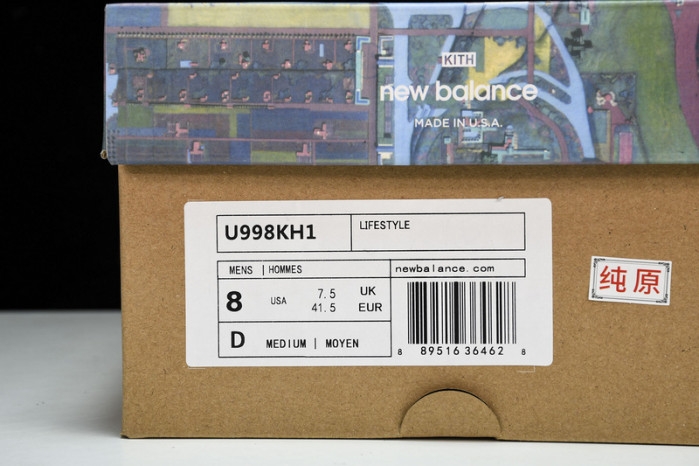 KITH
new balance
MADE IN U.S.A.
U998KH1
LIFESTYLE
MENS | HOMMES
newbalance.com
8 USA 7.5 UK
41.5 EUR
D MEDIUM | MOYEN
8 89516 36462 8
纯原